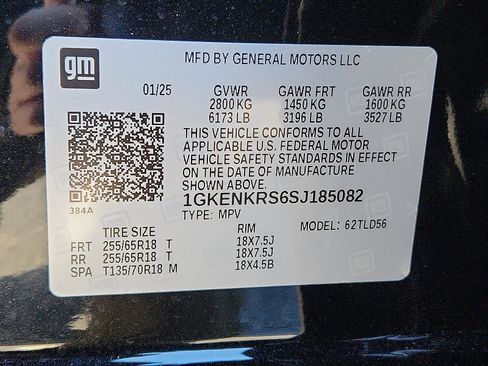 gm
MFD BY GENERAL MOTORS LLC
01/25 GVWR GAWR FRT GAWR RR
2800 KG 1450 KG 1600 KG
6173 LB 3196 LB 3527 LB
THIS VEHICLE CONFORMS TO ALL
APPLICABLE U.S. FEDERAL MOTOR
VEHICLE SAFETY STANDARDS IN EFFECT
ON THE DATE OF MANUFACTURE
SHOWN ABOVE.
1GKENKRS6SJ185082
384A
TYPE: MPV MODEL: 62TLD56
TIRE SIZE RIM
FRT 255/65R18 T 18X7.5J
RR 255/65R18 T 18X7.5J
SPA T135/70R18 M 18X4.5B